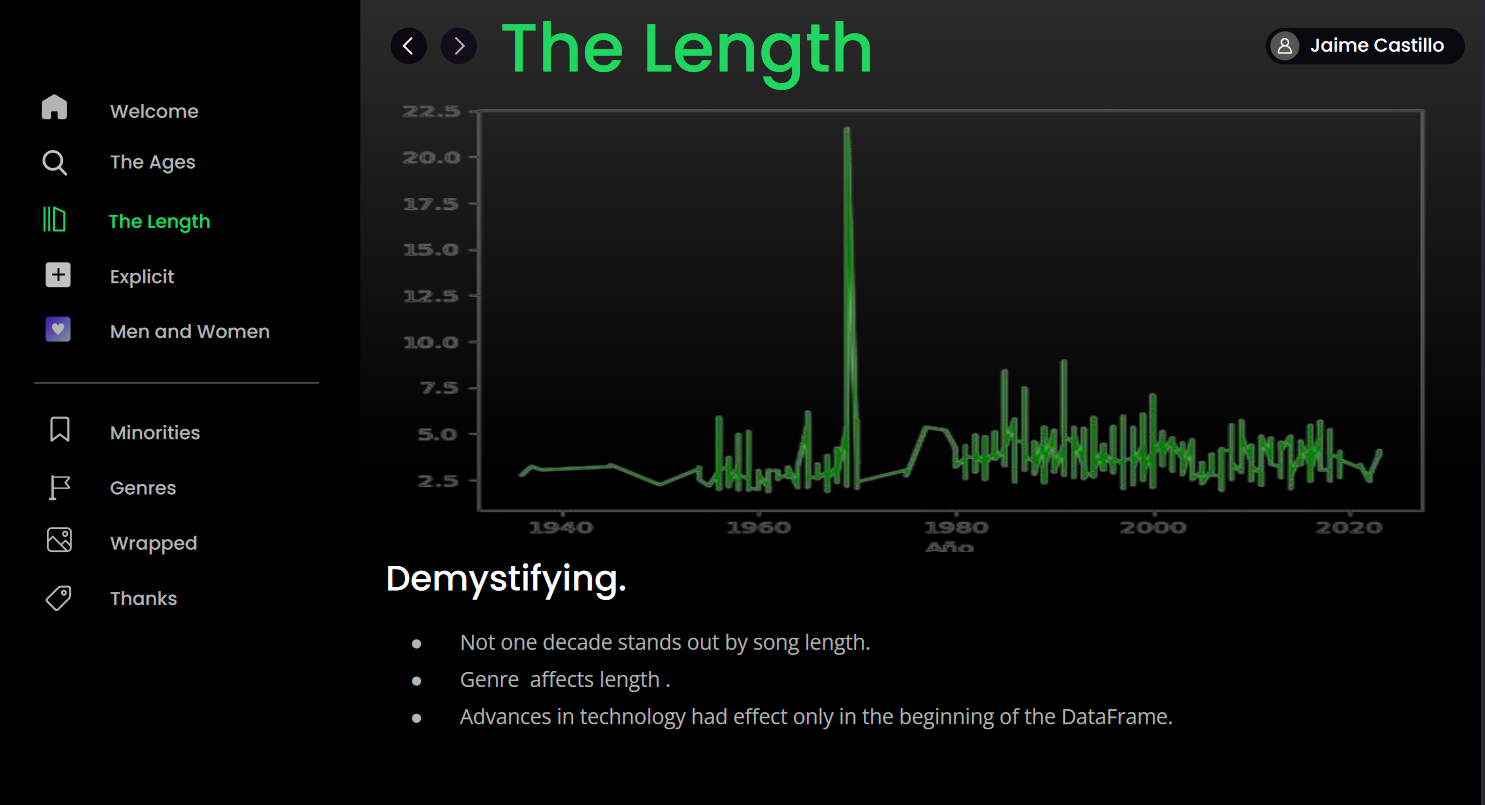 The Length
Jaime Castillo
Welcome
The Ages
The Length
Explicit
Men and Women
Minorities
Genres
Wrapped
Thanks
22.5
20.0
17.5
15.0
12.5
10.0
7.5
5.0
2.5
1940 1960 1980 2000 2020
Año
Demystifying.
● Not one decade stands out by song length.
● Genre affects length .
● Advances in technology had effect only in the beginning of the DataFrame.